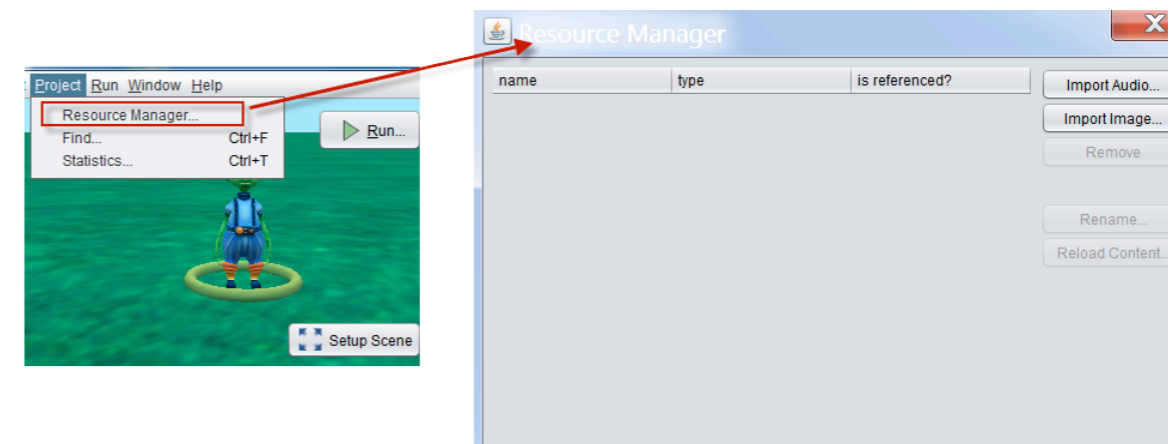 Project Run Window Help
Resource Manager...
Find... Ctrl+F
Statistics... Ctrl+T
Run...
Setup Scene
Resource Manager
name type is referenced?
Import Audio...
Import Image...
Remove
Rename...
Reload Content..